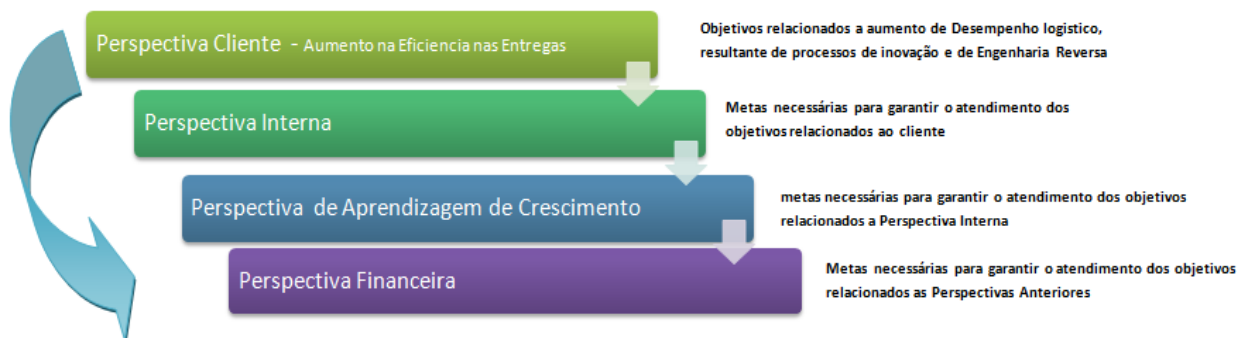 Perspectiva Cliente - Aumento na Eficiencia nas Entregas
Objetivos relacionados a aumento de Desempenho logistico,
resultante de processos de inovação e de Engenharia Reversa
Perspectiva Interna
Metas necessárias para garantir o atendimento dos
objetivos relacionados ao cliente
Perspectiva de Aprendizagem de Crescimento
metas necessárias para garantir o atendimento dos objetivos
relacionados a Perspectiva Interna
Perspectiva Financeira
Metas necessárias para garantir o atendimento dos objetivos
relacionados as Perspectivas Anteriores